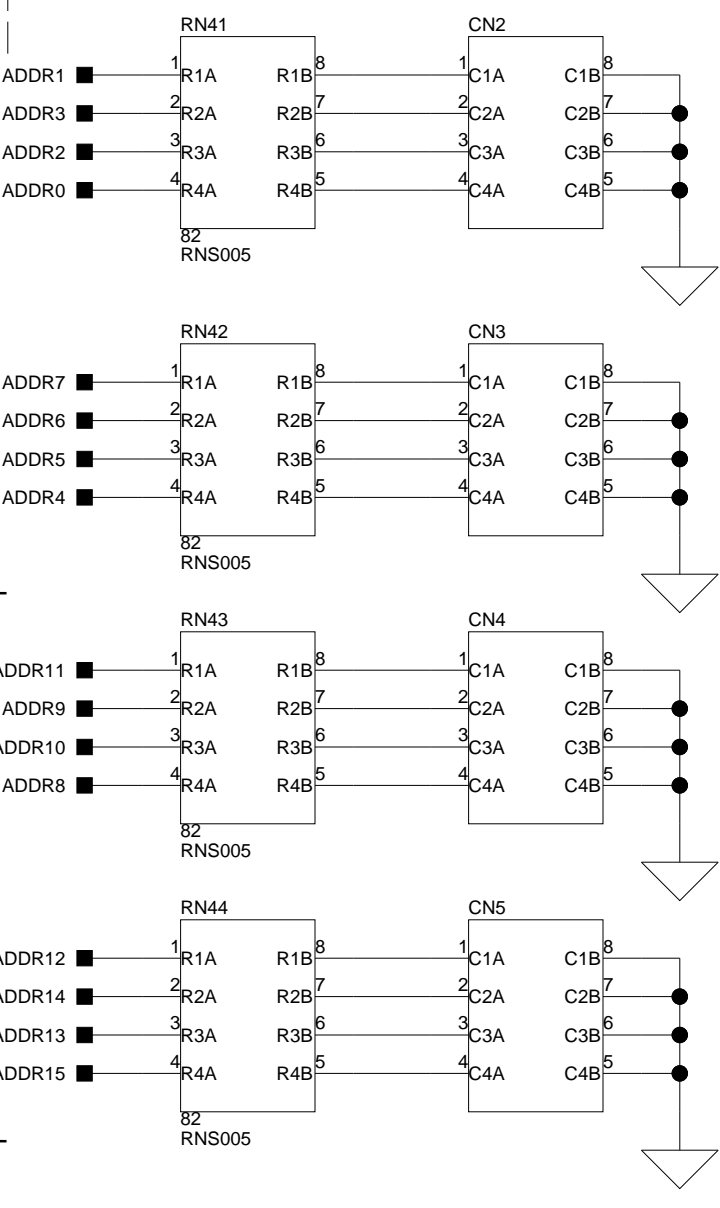 RN41 CN2
ADDR1 1 R1A R1B 8 1 C1A C1B 8
ADDR3 2 R2A R2B 7 2 C2A C2B 7
ADDR2 3 R3A R3B 6 3 C3A C3B 6
ADDR0 4 R4A R4B 5 4 C4A C4B 5
82
RNS005
RN42 CN3
ADDR7 1 R1A R1B 8 1 C1A C1B 8
ADDR6 2 R2A R2B 7 2 C2A C2B 7
ADDR5 3 R3A R3B 6 3 C3A C3B 6
ADDR4 4 R4A R4B 5 4 C4A C4B 5
82
RNS005
RN43 CN4
ADDR11 1 R1A R1B 8 1 C1A C1B 8
ADDR9 2 R2A R2B 7 2 C2A C2B 7
ADDR10 3 R3A R3B 6 3 C3A C3B 6
ADDR8 4 R4A R4B 5 4 C4A C4B 5
82
RNS005
RN44 CN5
ADDR12 1 R1A R1B 8 1 C1A C1B 8
ADDR14 2 R2A R2B 7 2 C2A C2B 7
ADDR13 3 R3A R3B 6 3 C3A C3B 6
ADDR15 4 R4A R4B 5 4 C4A C4B 5
82
RNS005